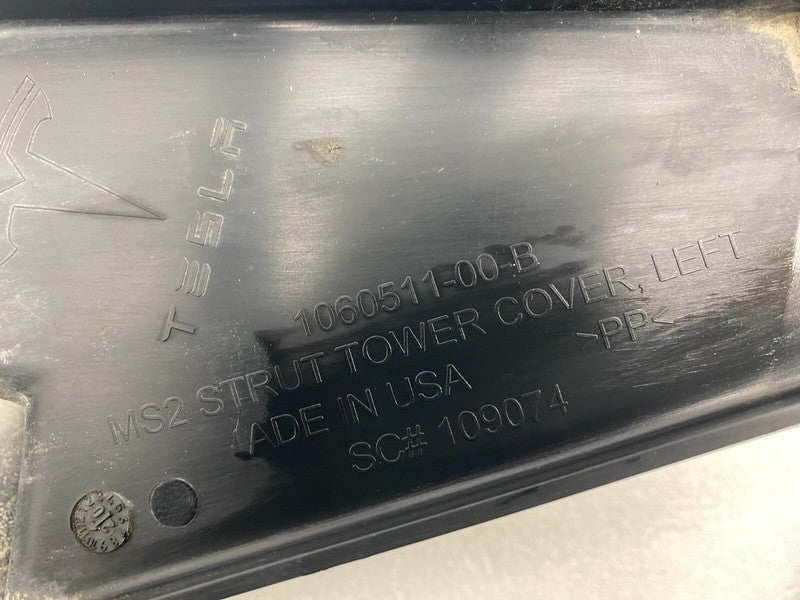 TESLA
1060511-00-B
MS2 STRUT TOWER COVER, LEFT
ADE IN USA >PP<
SC# 109074